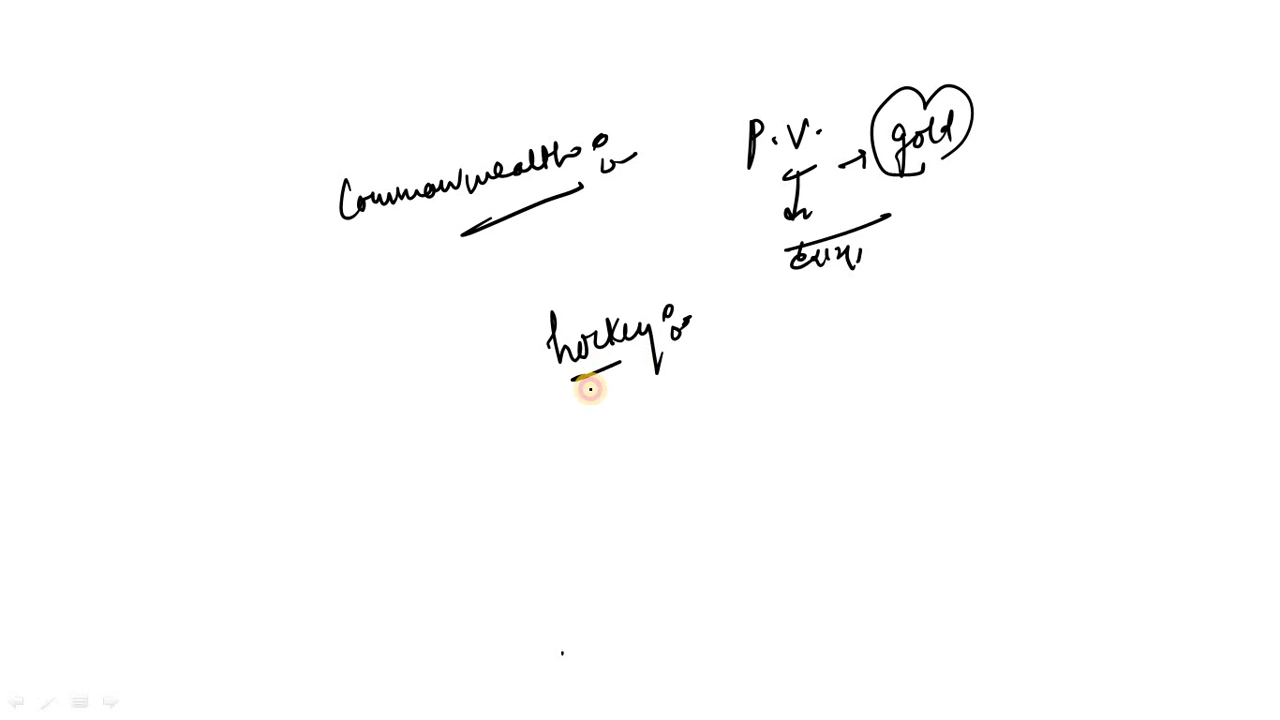 Commonwealth :
P.V. → gold
hockey :